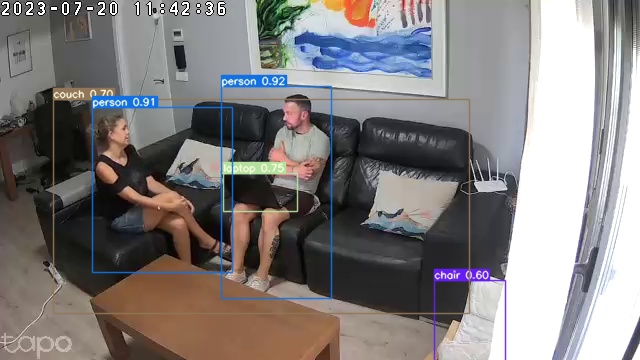 2023-07-20 11:42:36
person 0.92
couch 0.70
person 0.91
laptop 0.75
chair 0.60
tapo